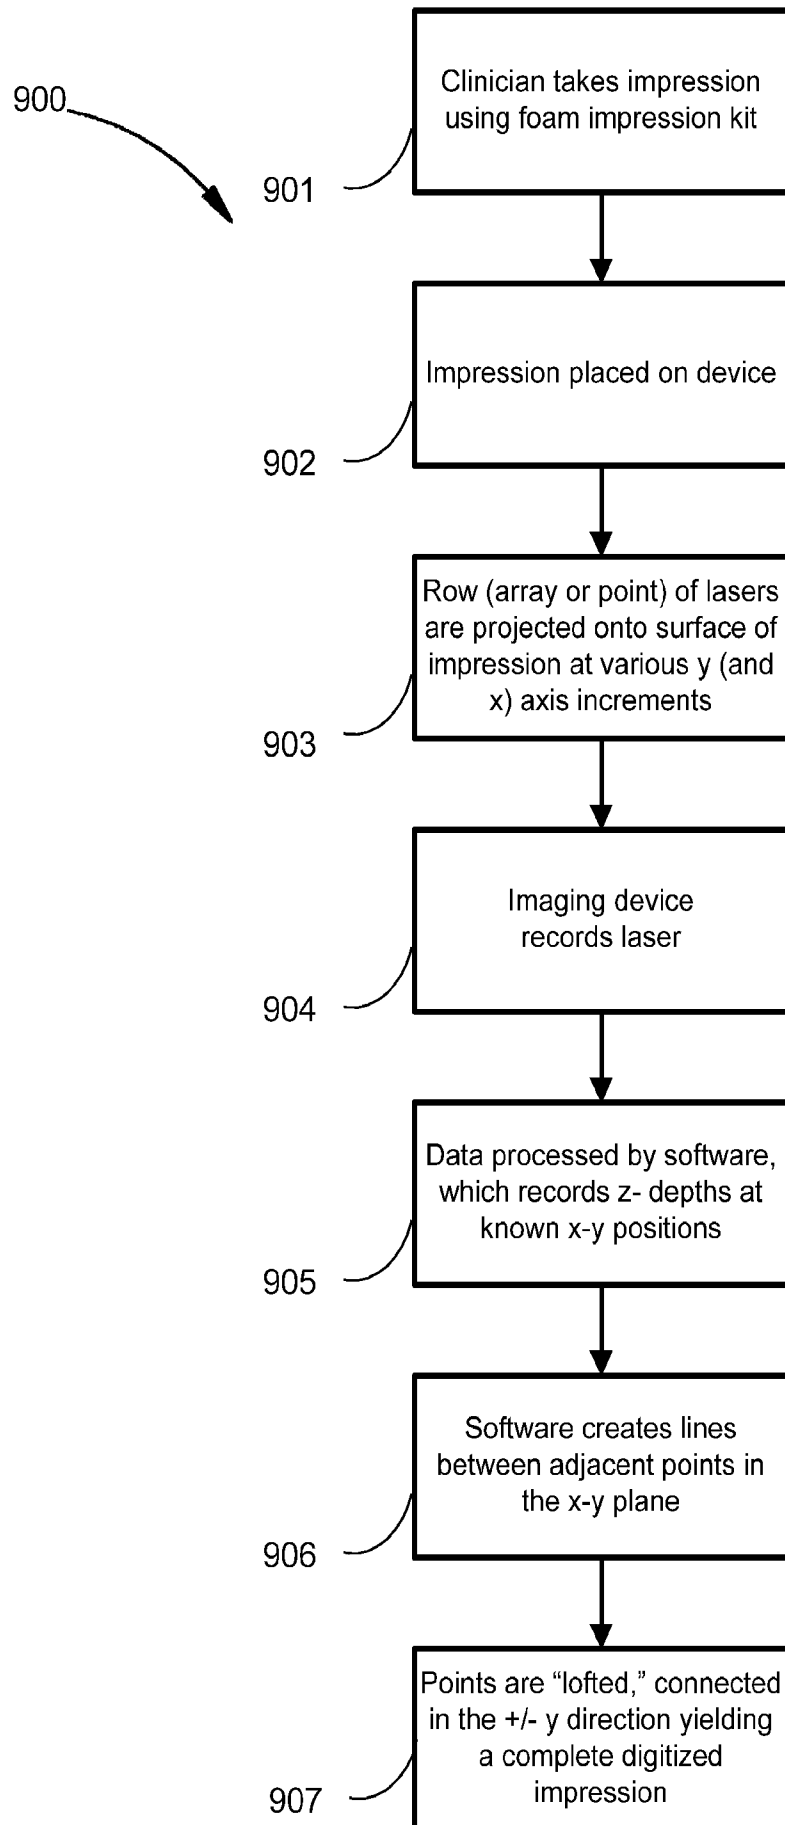 900
Clinician takes impression
using foam impression kit
901
Impression placed on device
902
Row (array or point) of lasers
are projected onto surface of
impression at various y (and
x) axis increments
903
Imaging device
records laser
904
Data processed by software,
which records z- depths at
known x-y positions
905
Software creates lines
between adjacent points in
the x-y plane
906
Points are “lofted,” connected
in the +/- y direction yielding
a complete digitized
impression
907